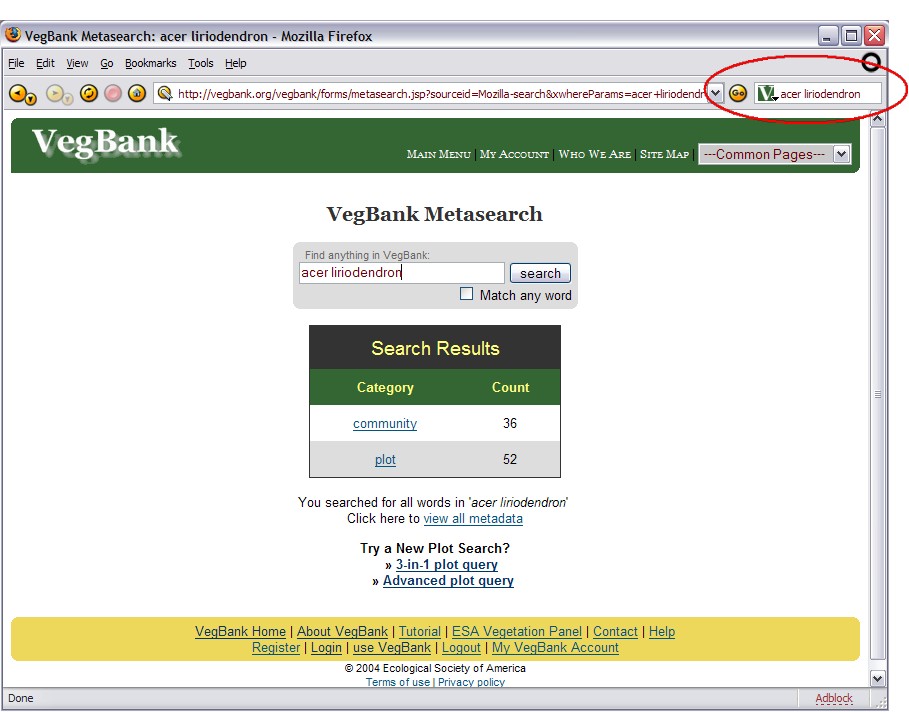 VegBank Metasearch: acer liriodendron - Mozilla Firefox
File Edit View Go Bookmarks Tools Help
http://vegbank.org/vegbank/forms/metasearch.jsp?sourceid=Mozilla-search&xwhereParams=acer+liriodendr Go V acer liriodendron
VegBank
Main Menu | My Account | Who We Are | Site Map | ---Common Pages---
VegBank Metasearch
Find anything in VegBank:
acer liriodendron search
Match any word
Search Results
Category Count
community 36
plot 52
You searched for all words in 'acer liriodendron'
Click here to view all metadata
Try a New Plot Search?
» 3-in-1 plot query
» Advanced plot query
VegBank Home | About VegBank | Tutorial | ESA Vegetation Panel | Contact | Help
Register | Login | use VegBank | Logout | My VegBank Account
© 2004 Ecological Society of America
Terms of use | Privacy policy
Done Adblock